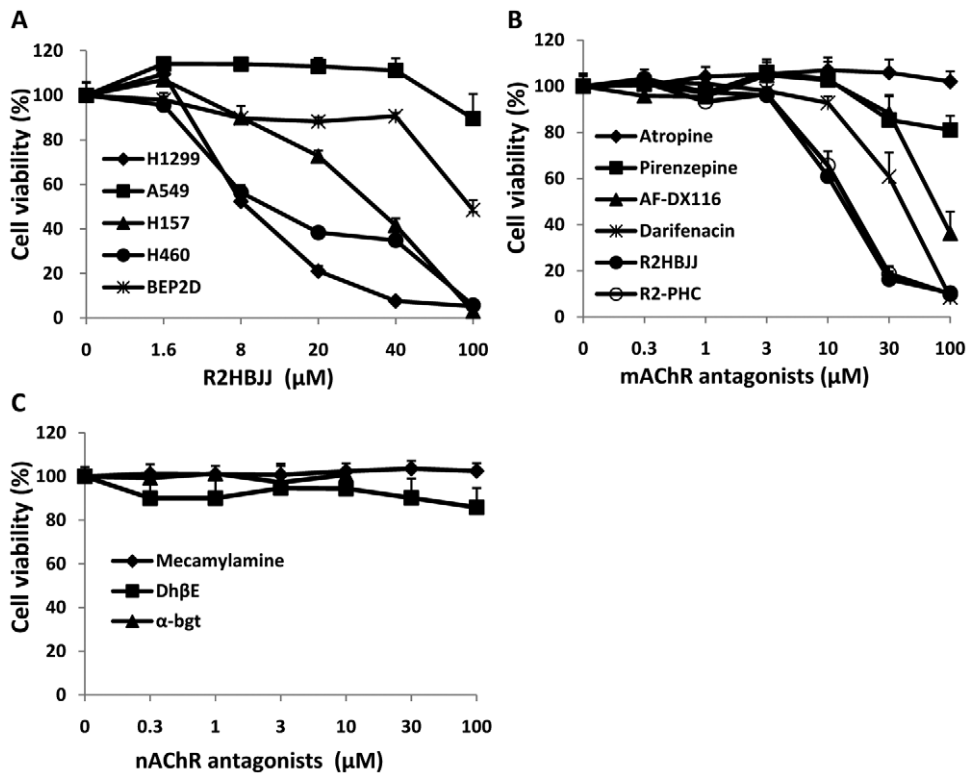 A
Cell viability (%)
120
100
80
60
40
20
0
H1299
A549
H157
H460
BEP2D
0 1.6 8 20 40 100
R2HBJJ (μM)
B
Cell viability (%)
120
100
80
60
40
20
0
Atropine
Pirenzepine
AF-DX116
Darifenacin
R2HBJJ
R2-PHC
0 0.3 1 3 10 30 100
mAChR antagonists (μM)
C
Cell viability (%)
120
100
80
60
40
20
0
Mecamylamine
DhβE
α-bgt
0 0.3 1 3 10 30 100
nAChR antagonists (μM)